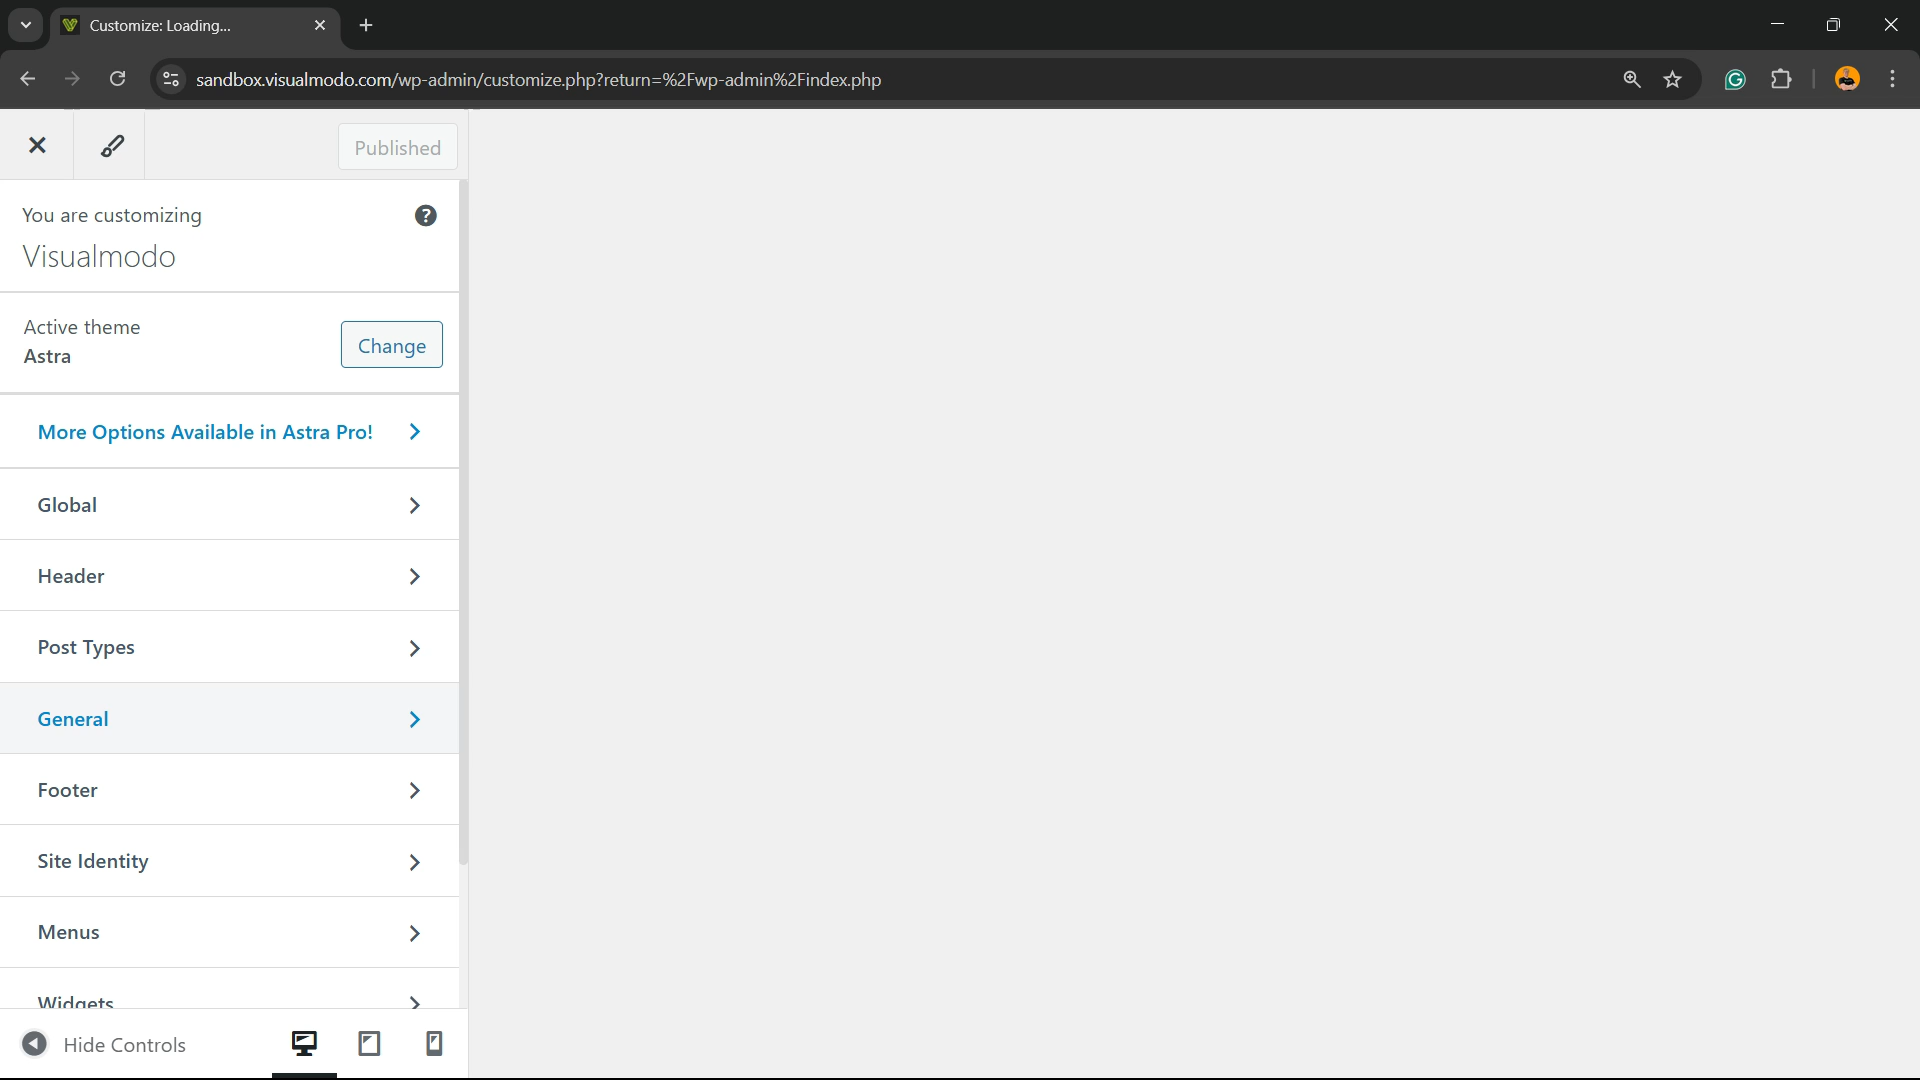 Customize: Loading...
sandbox.visualmodo.com/wp-admin/customize.php?return=%2Fwp-admin%2Findex.php
Published
You are customizing
Visualmodo
Active theme
Astra
Change
More Options Available in Astra Pro!
Global
Header
Post Types
General
Footer
Site Identity
Menus
Widgets
Hide Controls